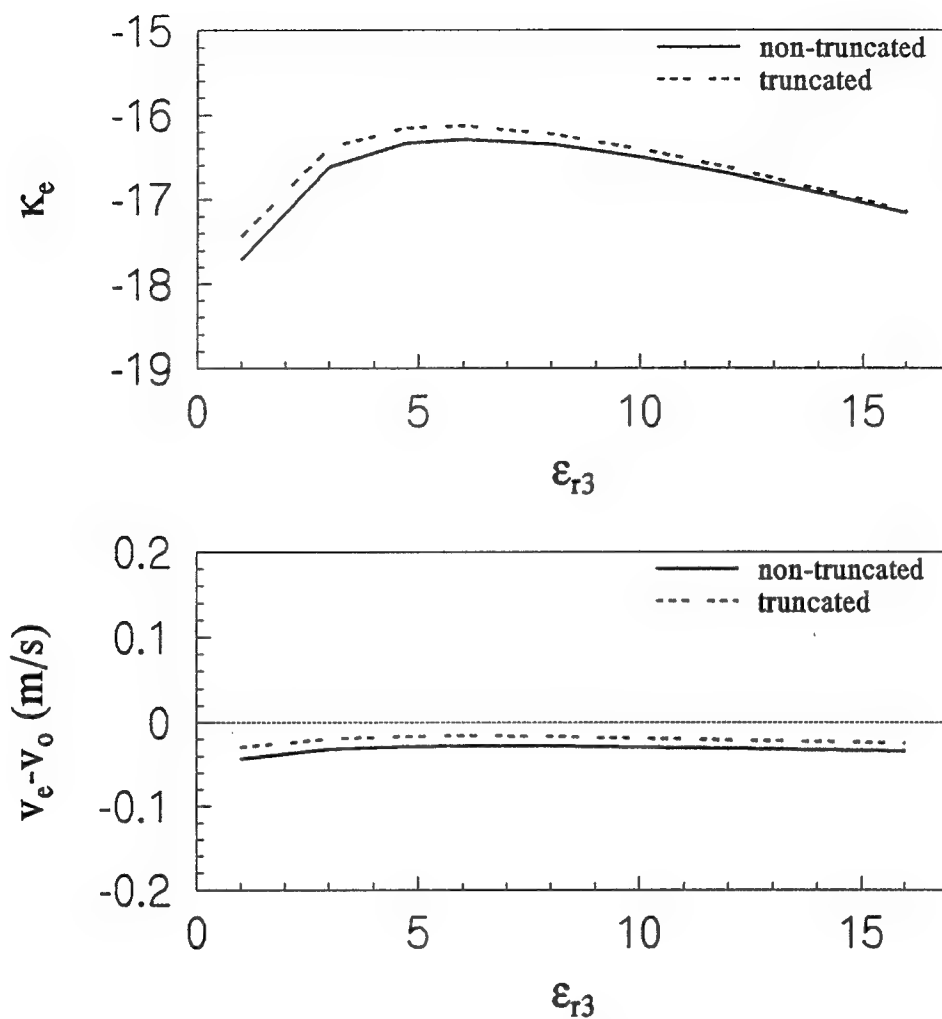 -15
non-truncated
truncated
-16
κe
-17
-18
-19
0 5 10 15
εr3
0.2
non-truncated
truncated
0.1
ve-vo (m/s)
0
-0.1
-0.2
0 5 10 15
εr3